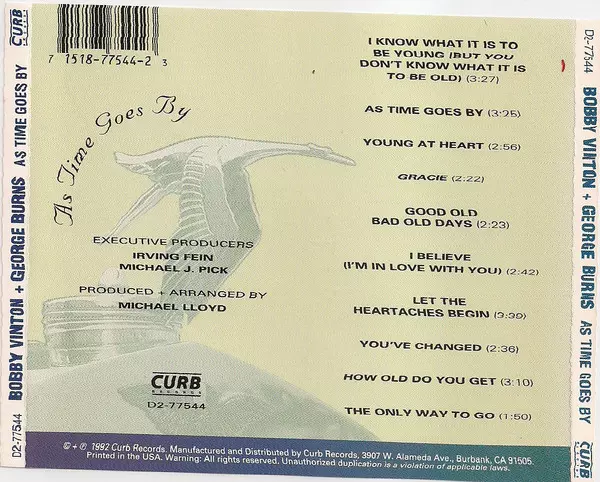 CURB
BOBBY VINTON + GEORGE BURNS AS TIME GOES BY
D2-77544
7 1518-77544-2 3
As Time Goes By
EXECUTIVE PRODUCERS
IRVING FEIN
MICHAEL J. PICK
PRODUCED + ARRANGED BY
MICHAEL LLOYD
CURB
RECORDS
D2-77544
I KNOW WHAT IT IS TO
BE YOUNG (BUT YOU
DON'T KNOW WHAT IT IS
TO BE OLD) (3:27)
AS TIME GOES BY (3:25)
YOUNG AT HEART (2:56)
GRACIE (2:22)
GOOD OLD
BAD OLD DAYS (2:23)
I BELIEVE
(I'M IN LOVE WITH YOU) (2:42)
LET THE
HEARTACHES BEGIN (3:39)
YOU'VE CHANGED (2:36)
HOW OLD DO YOU GET (3:10)
THE ONLY WAY TO GO (1:50)
© + ℗ 1992 Curb Records. Manufactured and Distributed by Curb Records, 3907 W. Alameda Ave., Burbank, CA 91505.
Printed in the USA. Warning: All rights reserved. Unauthorized duplication is a violation of applicable laws.
D2-77544
BOBBY VINTON + GEORGE BURNS AS TIME GOES BY
CURB